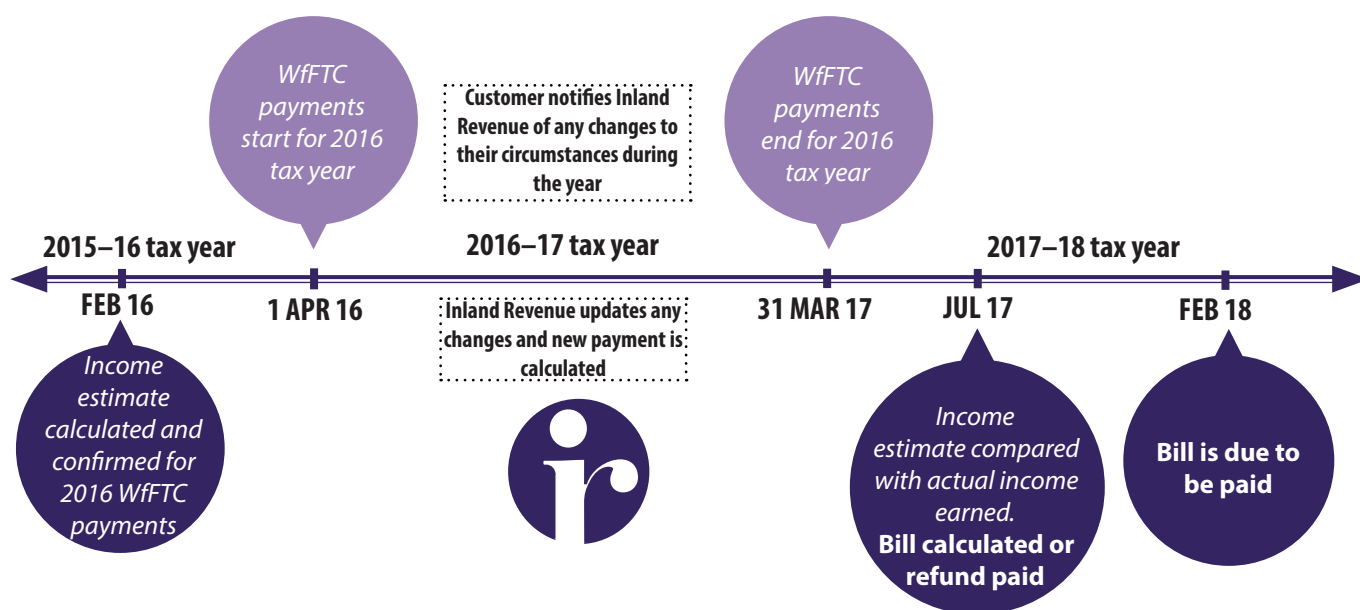 WfFTC
payments
start for 2016
tax year
Customer notifies Inland
Revenue of any changes to
their circumstances during
the year
WfFTC
payments
end for 2016
tax year
2015–16 tax year
2016–17 tax year
2017–18 tax year
FEB 16
1 APR 16
31 MAR 17
JUL 17
FEB 18
Inland Revenue updates any
changes and new payment is
calculated
Income
estimate
calculated and
confirmed for
2016 WfFTC
payments
ir
Income
estimate compared
with actual income
earned.
Bill calculated or
refund paid
Bill is due to
be paid